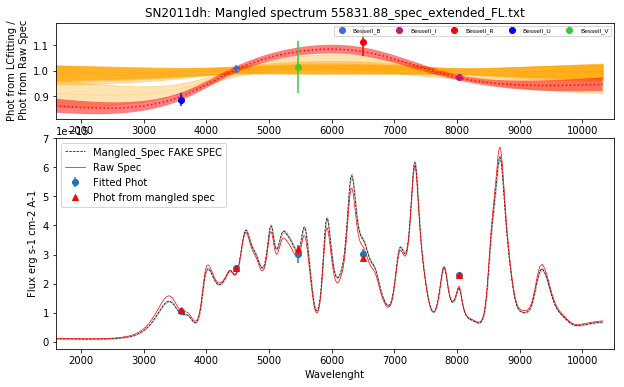 SN2011dh: Mangled spectrum 55831.88_spec_extended_FL.txt
Phot from LCfitting /
Phot from Raw Spec
1.1
1.0
0.9
Bessell_B
Bessell_I
Bessell_R
Bessell_U
Bessell_V
2000 3000 4000 5000 6000 7000 8000 9000 10000
Flux erg s-1 cm-2 A-1
7
6
5
4
3
2
1
0
Mangled_Spec FAKE SPEC
Raw Spec
Fitted Phot
Phot from mangled spec
2000 3000 4000 5000 6000 7000 8000 9000 10000
Wavelenght